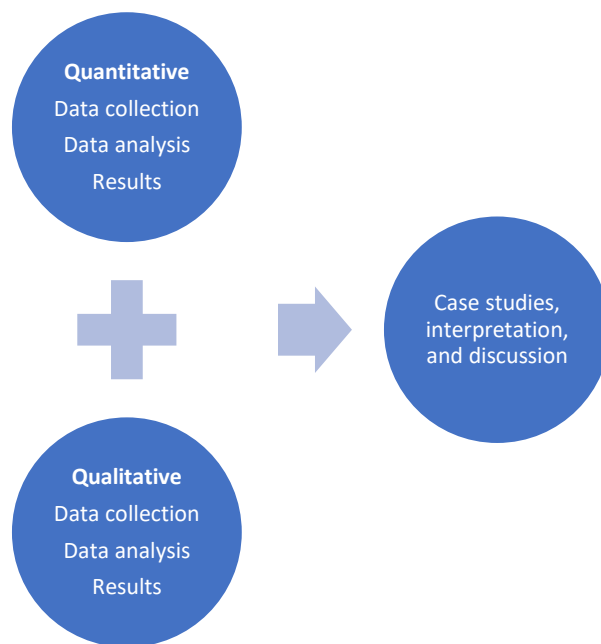 Quantitative
Data collection
Data analysis
Results
Case studies,
interpretation,
and discussion
Qualitative
Data collection
Data analysis
Results